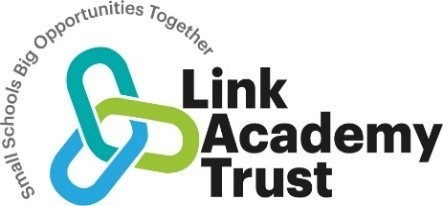 Small Schools Big Opportunities Together
Link
Academy
Trust